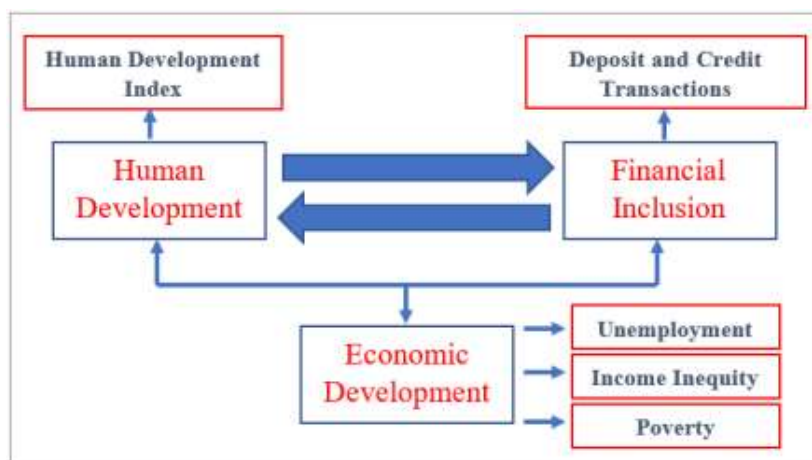 Human Development
Index
Deposit and Credit
Transactions
Human
Development
Financial
Inclusion
Economic
Development
Unemployment
Income Inequity
Poverty